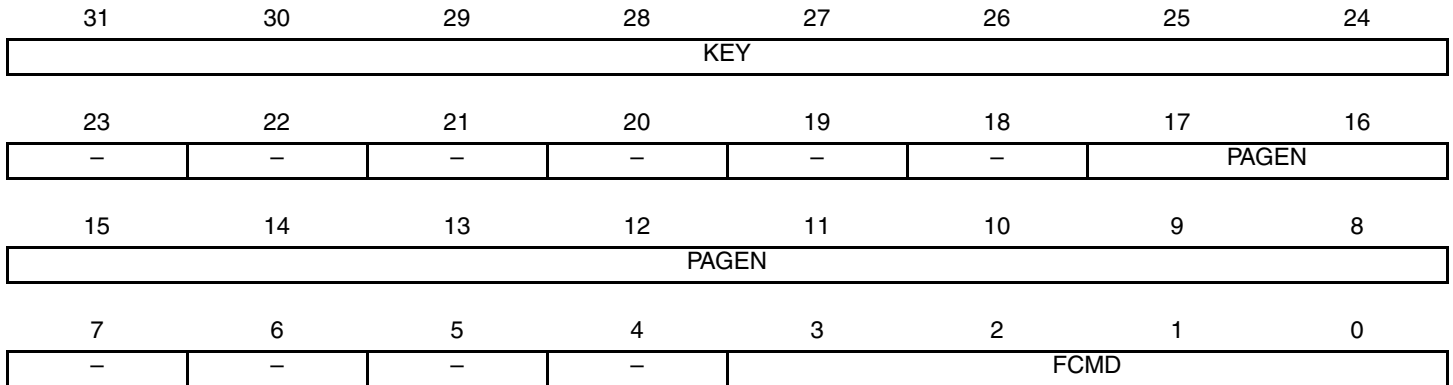 31 30 29 28 27 26 25 24
KEY
23 22 21 20 19 18 17 16
– – – – – – PAGEN
15 14 13 12 11 10 9 8
PAGEN
7 6 5 4 3 2 1 0
– – – – FCMD